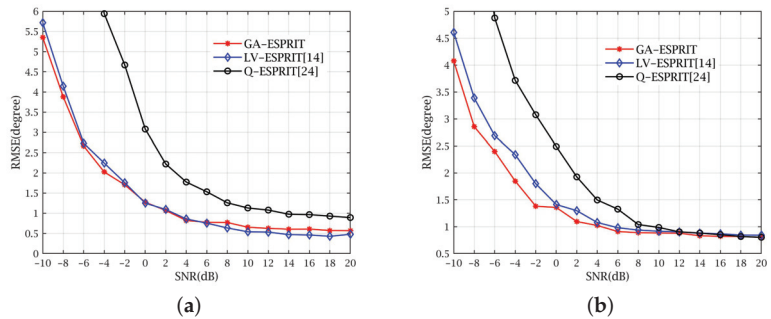 6
5.5
5
4.5
4
3.5
3
2.5
2
1.5
1
0.5
0
RMSE(degree)
GA−ESPRIT
LV−ESPRIT[14]
Q−ESPRIT[24]
−10 −8 −6 −4 −2 0 2 4 6 8 10 12 14 16 18 20
SNR(dB)
(a)
5
4.5
4
3.5
3
2.5
2
1.5
1
0.5
RMSE(degree)
GA−ESPRIT
LV−ESPRIT[14]
Q−ESPRIT[24]
−10 −8 −6 −4 −2 0 2 4 6 8 10 12 14 16 18 20
SNR(dB)
(b)